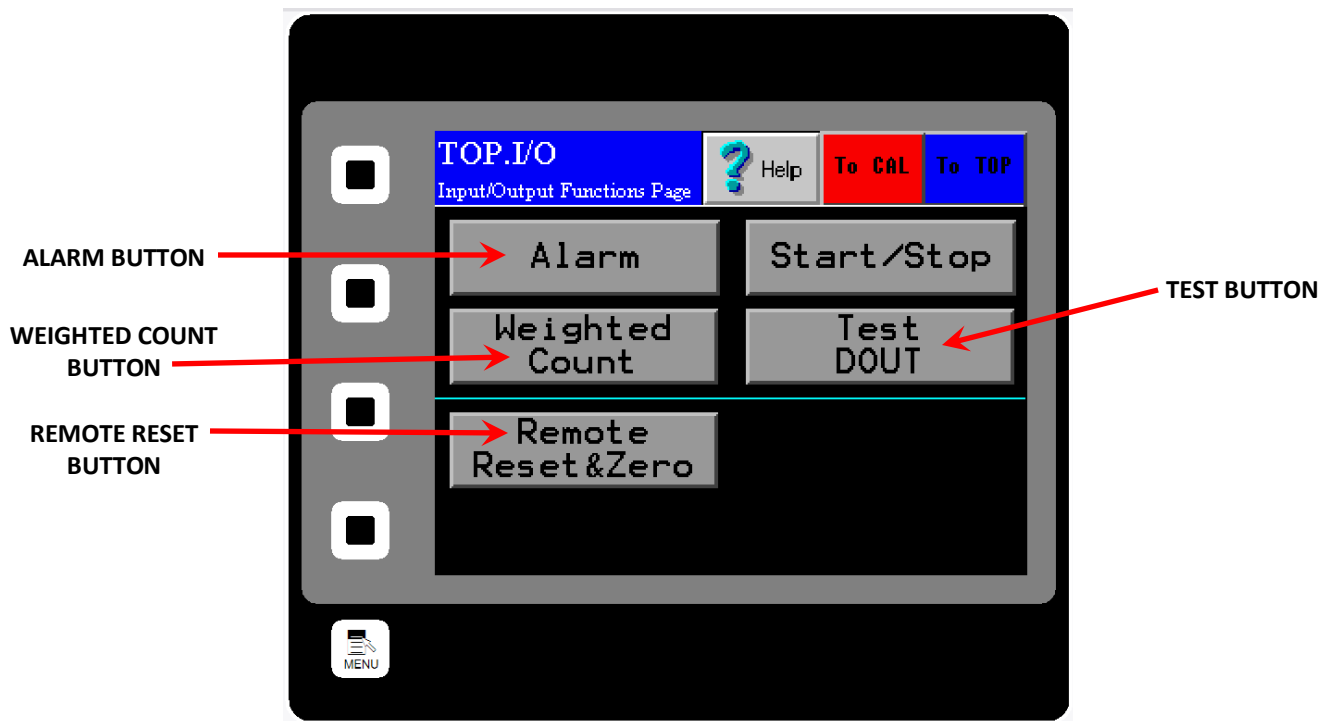 TOP.I/O
Input/Output Functions Page
? Help
To CAL
To TOP
ALARM BUTTON
Alarm
Start/Stop
TEST BUTTON
WEIGHTED COUNT
BUTTON
Weighted
Count
Test
DOUT
REMOTE RESET
BUTTON
Remote
Reset&Zero
MENU